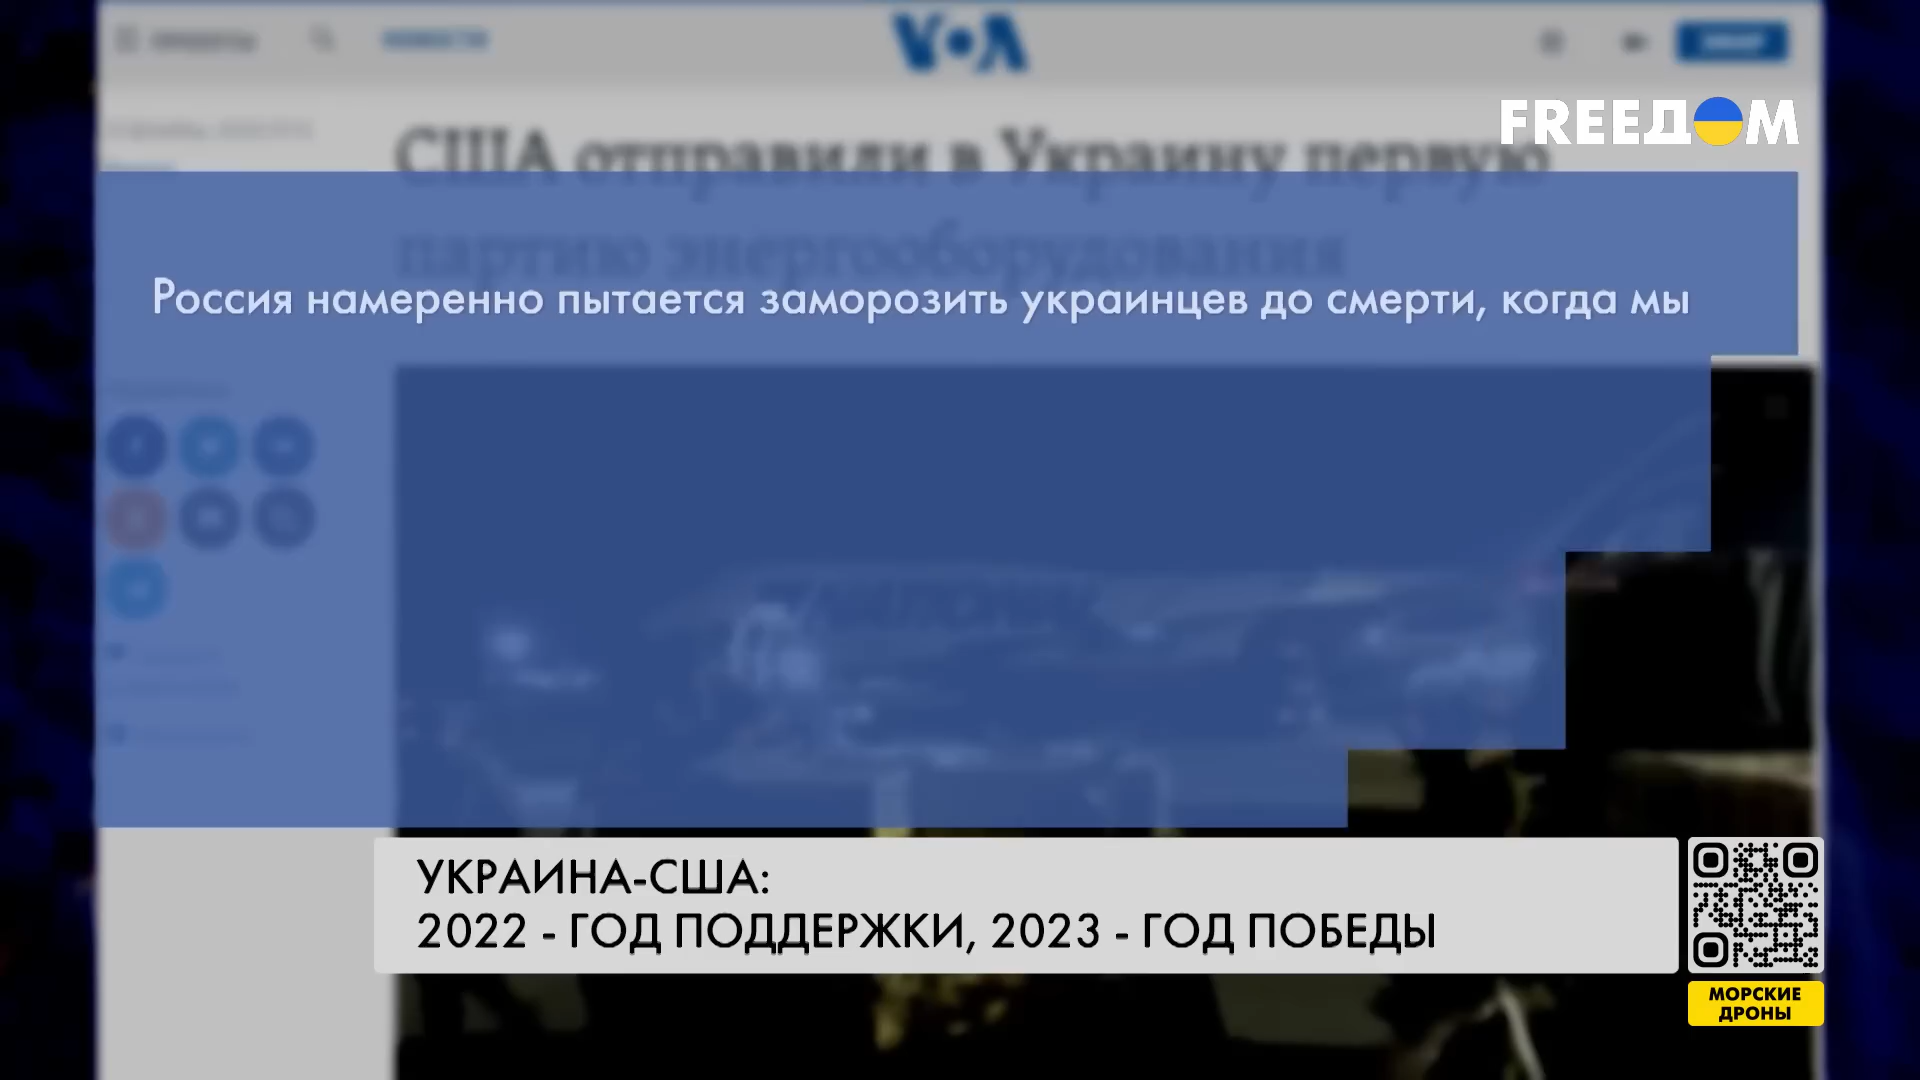 НОВОСТИ
VOA
FREEДOM
США отправили в Украину первую
партию энергооборудования
Россия намеренно пытается заморозить украинцев до смерти, когда мы
УКРАИНА-США:
2022 - ГОД ПОДДЕРЖКИ, 2023 - ГОД ПОБЕДЫ
МОРСКИЕ
ДРОНЫ